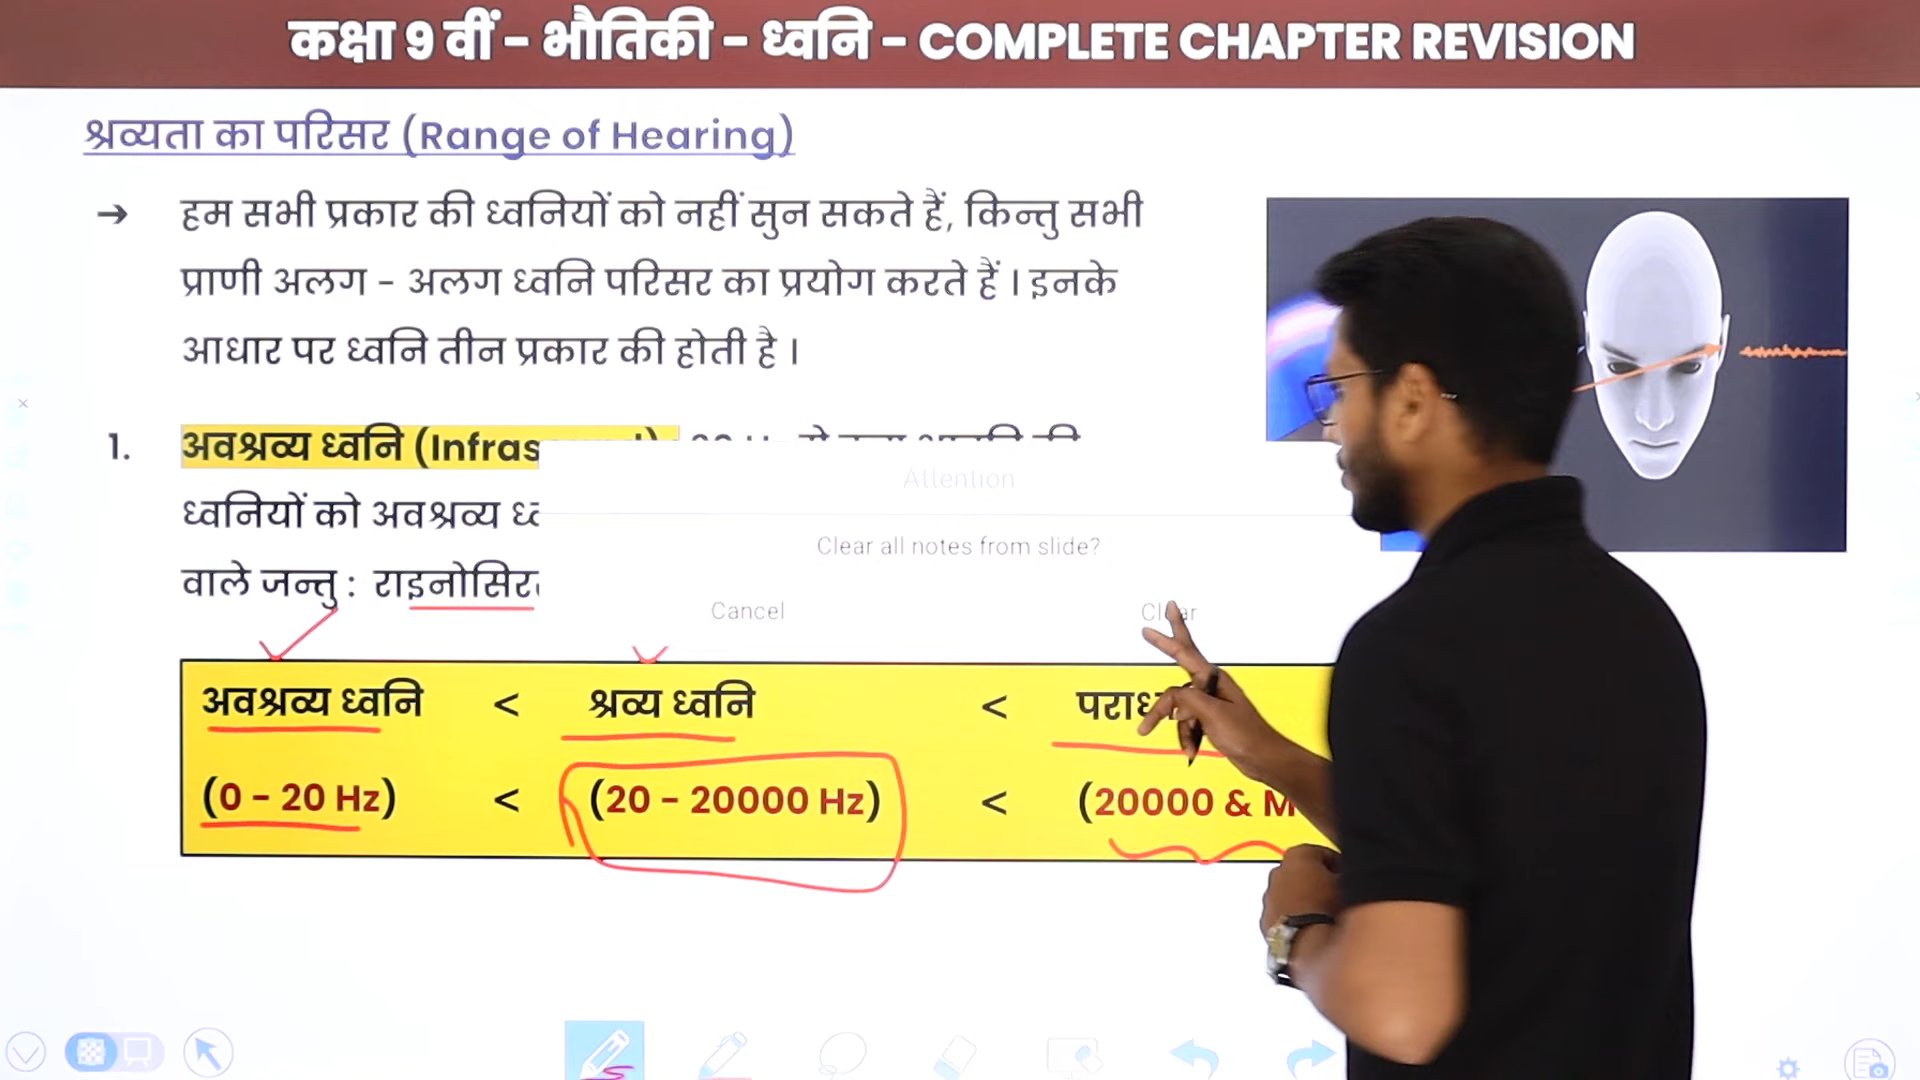 कक्षा 9 वीं - भौतिकी - ध्वनि - COMPLETE CHAPTER REVISION
श्रव्यता का परिसर (Range of Hearing)
➔ हम सभी प्रकार की ध्वनियों को नहीं सुन सकते हैं, किन्तु सभी
प्राणी अलग - अलग ध्वनि परिसर का प्रयोग करते हैं । इनके
आधार पर ध्वनि तीन प्रकार की होती है ।
1. अवश्रव्य ध्वनि
ध्वनियों को अवश्रव्य
वाले जन्तु :
Attention
Clear all notes from slide?
Cancel Clear
अवश्रव्य ध्वनि < श्रव्य ध्वनि <
(0 - 20 Hz) < (20 - 20000 Hz) < (20000 &